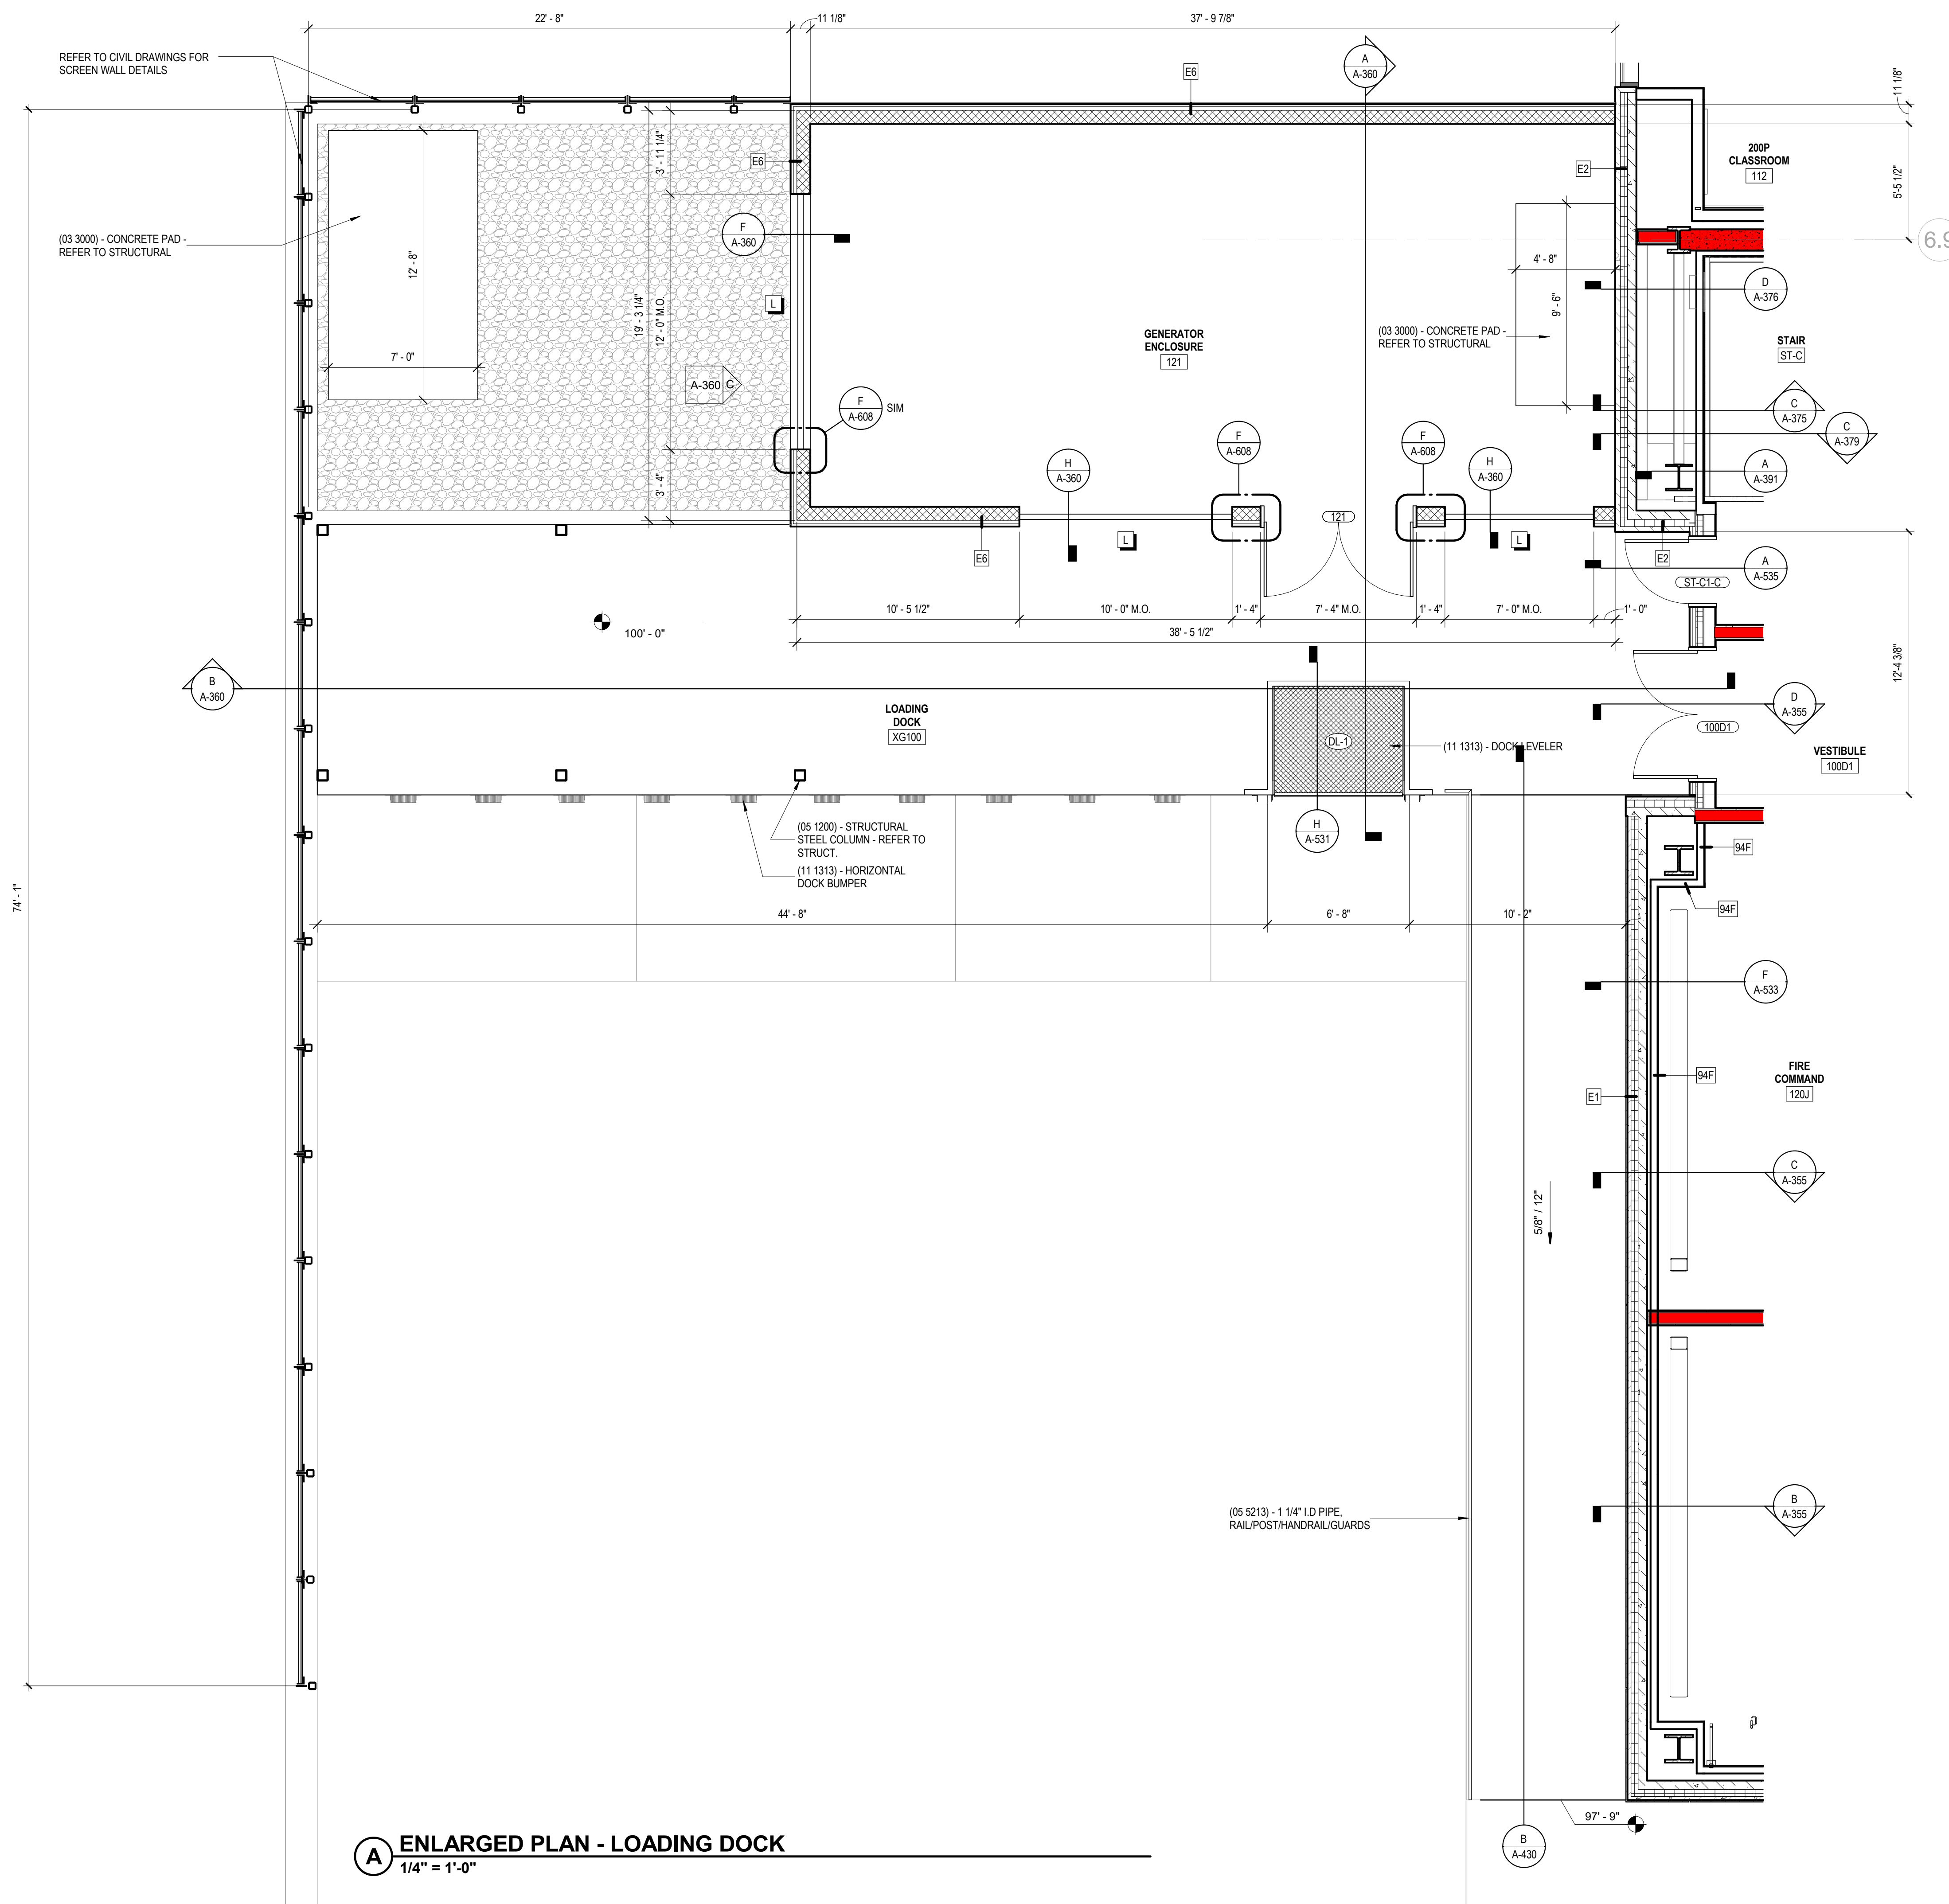 22' - 8"
11 1/8"
37' - 9 7/8"
REFER TO CIVIL DRAWINGS FOR
SCREEN WALL DETAILS
A
A-360
E6
11 1/8"
3' - 11 1/4"
E6
E2
200P
CLASSROOM
112
5'-5 1/2"
(03 3000) - CONCRETE PAD -
REFER TO STRUCTURAL
F
A-360
6.9
12' - 8"
4' - 8"
D
A-376
L
19' - 3 1/4"
12' - 0" M.O.
9' - 6"
GENERATOR
ENCLOSURE
121
(03 3000) - CONCRETE PAD -
REFER TO STRUCTURAL
STAIR
ST-C
7' - 0"
A-360
C
F
A-608
SIM
C
A-375
C
A-379
F
A-608
F
A-608
H
A-360
H
A-360
A
A-391
3' - 4"
121
L
L
E6
E2
A
A-535
ST-C1-C
10' - 5 1/2"
10' - 0" M.O.
1' - 4"
7' - 4" M.O.
1' - 4"
7' - 0" M.O.
1' - 0"
100' - 0"
38' - 5 1/2"
12'-4 3/8"
B
A-360
D
A-355
LOADING
DOCK
XG100
DL-1
(11 1313) - DOCK LEVELER
100D1
VESTIBULE
100D1
(05 1200) - STRUCTURAL
STEEL COLUMN - REFER TO
STRUCT.
(11 1313) - HORIZONTAL
DOCK BUMPER
H
A-531
94F
94F
74' - 1"
44' - 8"
6' - 8"
10' - 2"
F
A-533
94F
FIRE
COMMAND
120J
E1
C
A-355
5/8" / 12"
(05 5213) - 1 1/4" I.D PIPE,
RAIL/POST/HANDRAIL/GUARDS
B
A-355
97' - 9"
B
A-430
A
ENLARGED PLAN - LOADING DOCK
1/4" = 1'-0"